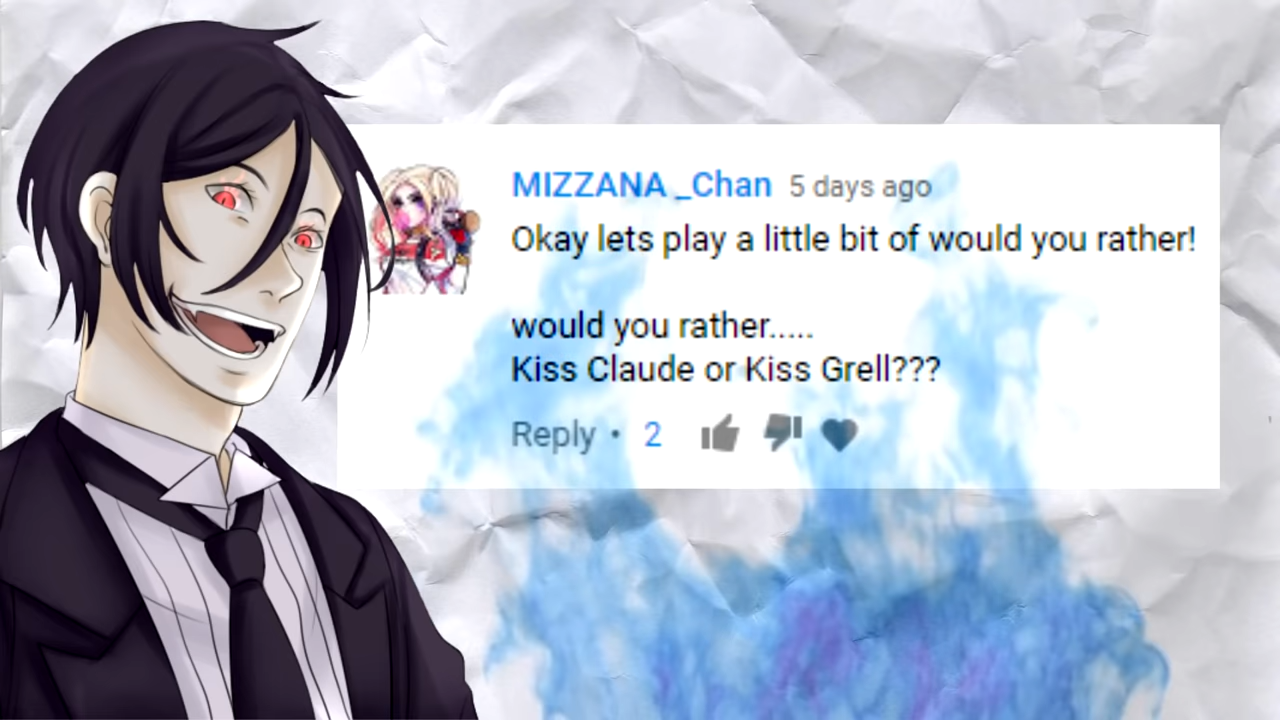 MIZZANA _Chan 5 days ago
Okay lets play a little bit of would you rather!
would you rather.....
Kiss Claude or Kiss Grell???
Reply • 2